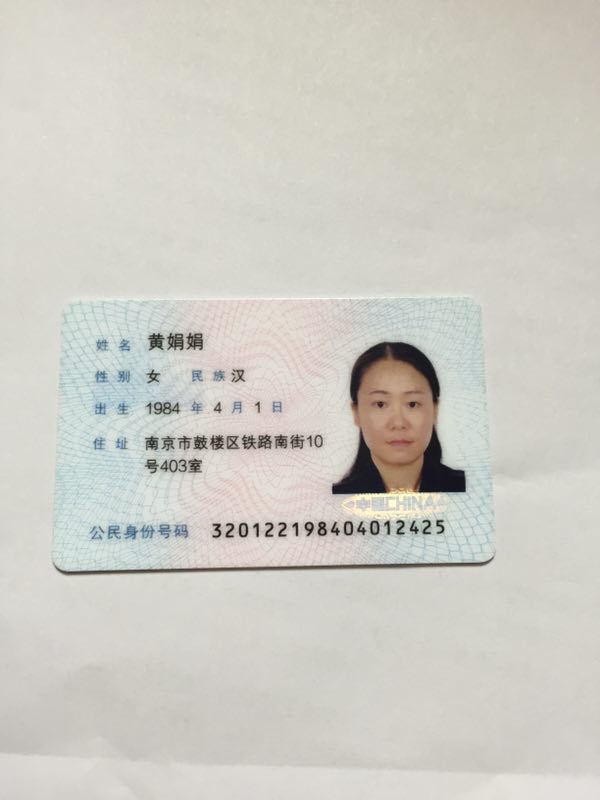 姓名 黄娟娟
性别 女 民族 汉
出生 1984 年 4 月 1 日
住址 南京市鼓楼区铁路南街10
号403室
中国CHINA
公民身份号码 320122198404012425